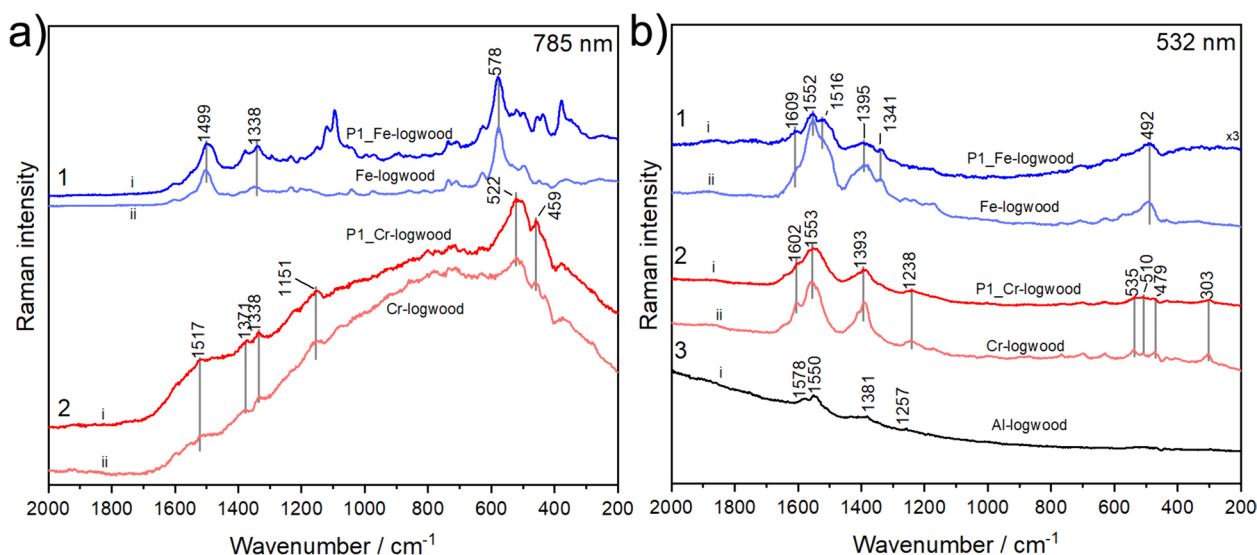 a)
785 nm
578
1499
1338
P1_Fe-logwood
1
i
Fe-logwood
ii
522
459
P1_Cr-logwood
1151
Cr-logwood
1517
1371
1338
2
i
ii
Raman intensity
2000 1800 1600 1400 1200 1000 800 600 400 200
Wavenumber / cm-1
b)
532 nm
1609
1552
1516
1395
1341
492
1
i
x3
P1_Fe-logwood
ii
Fe-logwood
1602
1553
1393
1238
535
510
479
303
2
i
P1_Cr-logwood
ii
Cr-logwood
3
i
1578
1550
1381
1257
Al-logwood
Raman intensity
2000 1800 1600 1400 1200 1000 800 600 400 200
Wavenumber / cm-1